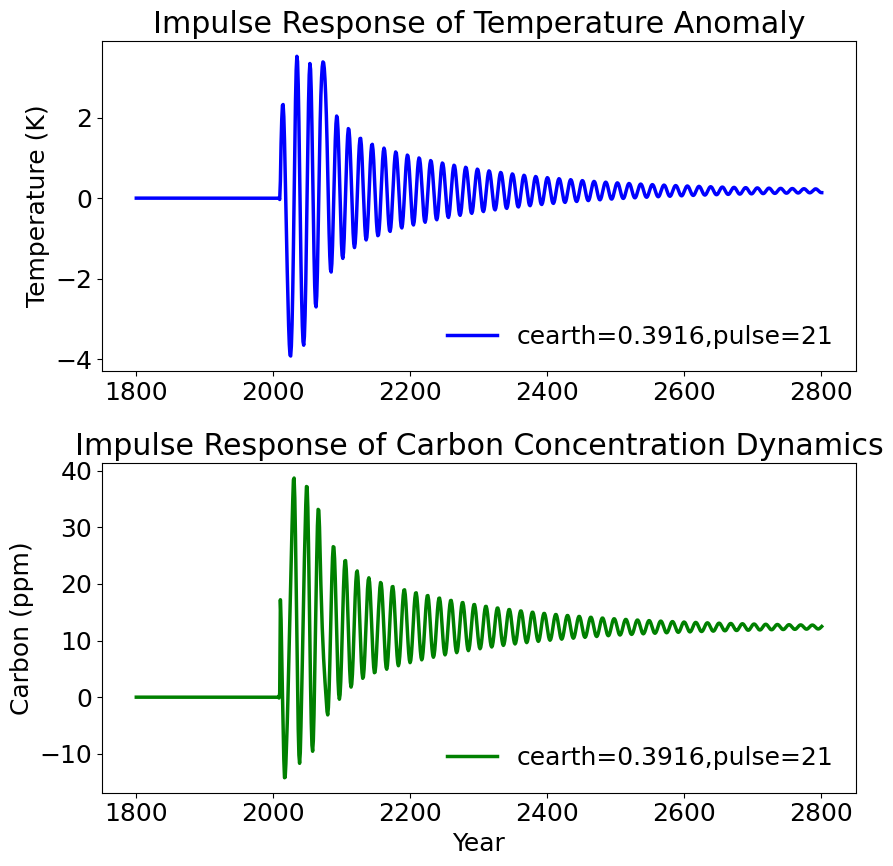 Impulse Response of Temperature Anomaly
Temperature (K)
2
0
−2
−4
cearth=0.3916,pulse=21
1800 2000 2200 2400 2600 2800
Impulse Response of Carbon Concentration Dynamics
Carbon (ppm)
40
30
20
10
0
−10
cearth=0.3916,pulse=21
1800 2000 2200 2400 2600 2800
Year